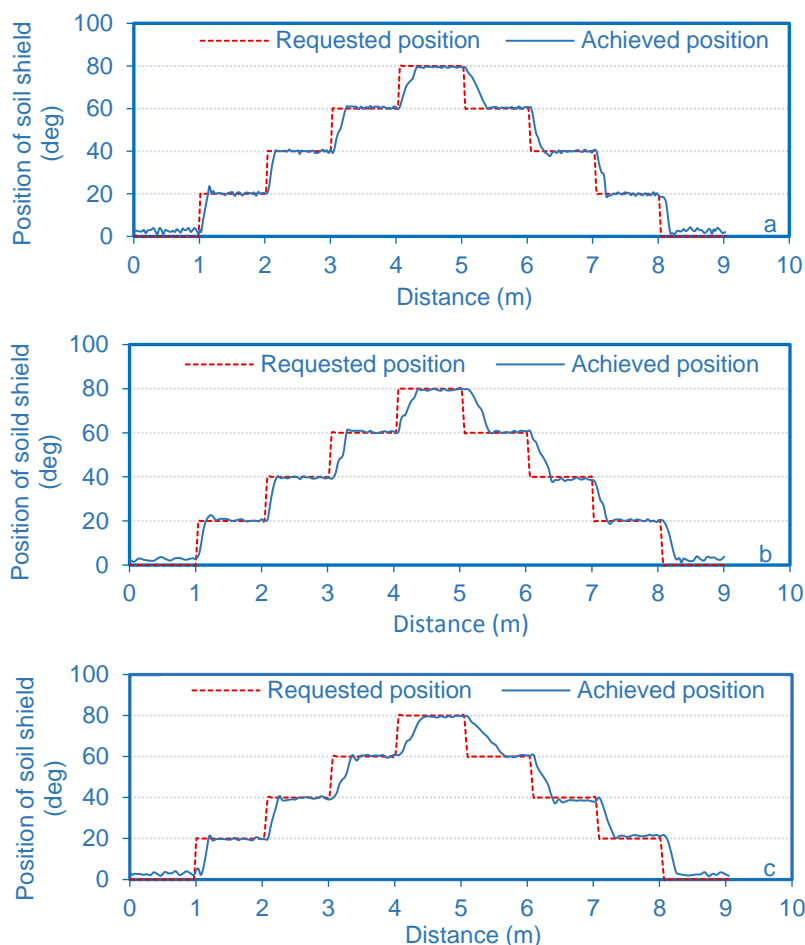 Position of soil shield
(deg)
100
80
60
40
20
0
Requested position Achieved position
a
0 1 2 3 4 5 6 7 8 9 10
Distance (m)
Position of soild shield
(deg)
100
80
60
40
20
0
Requested position Achieved position
b
0 1 2 3 4 5 6 7 8 9 10
Distance (m)
Position of soil shield
(deg)
100
80
60
40
20
0
Requested position Achieved position
c
0 1 2 3 4 5 6 7 8 9 10
Distance (m)